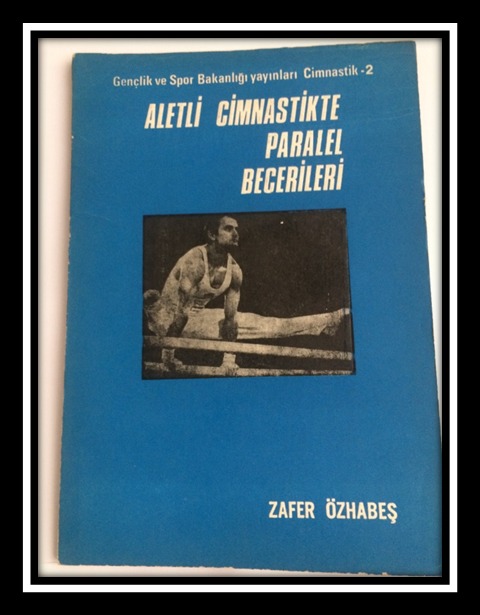 Gençlik ve Spor Bakanlığı yayınları Cimnastik-2
ALETLİ CİMNASTİKTE
PARALEL
BECERİLERİ
ZAFER ÖZHABEŞ